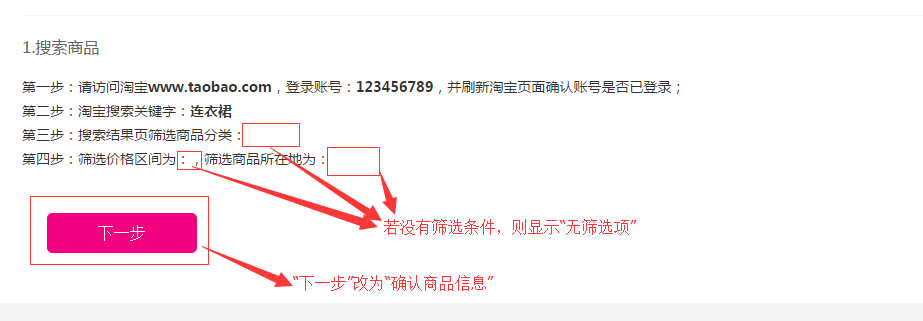 1.搜索商品
第一步：请访问淘宝www.taobao.com，登录账号：123456789，并刷新淘宝页面确认账号是否已登录；
第二步：淘宝搜索关键字：连衣裙
第三步：搜索结果页筛选商品分类：
第四步：筛选价格区间为：，筛选商品所在地为：
若没有筛选条件，则显示“无筛选项”
下一步
“下一步”改为“确认商品信息”